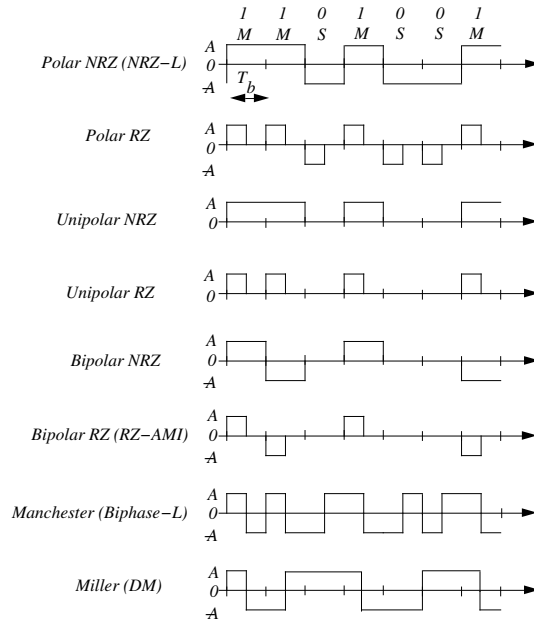 1 1 0 1 0 0 1
M M S M S S M
A
Polar NRZ (NRZ−L) 0
−A
T b
A
Polar RZ 0
−A
A
Unipolar NRZ 0
A
Unipolar RZ 0
A
Bipolar NRZ 0
−A
A
Bipolar RZ (RZ−AMI) 0
−A
A
Manchester (Biphase−L) 0
−A
A
Miller (DM) 0
−A